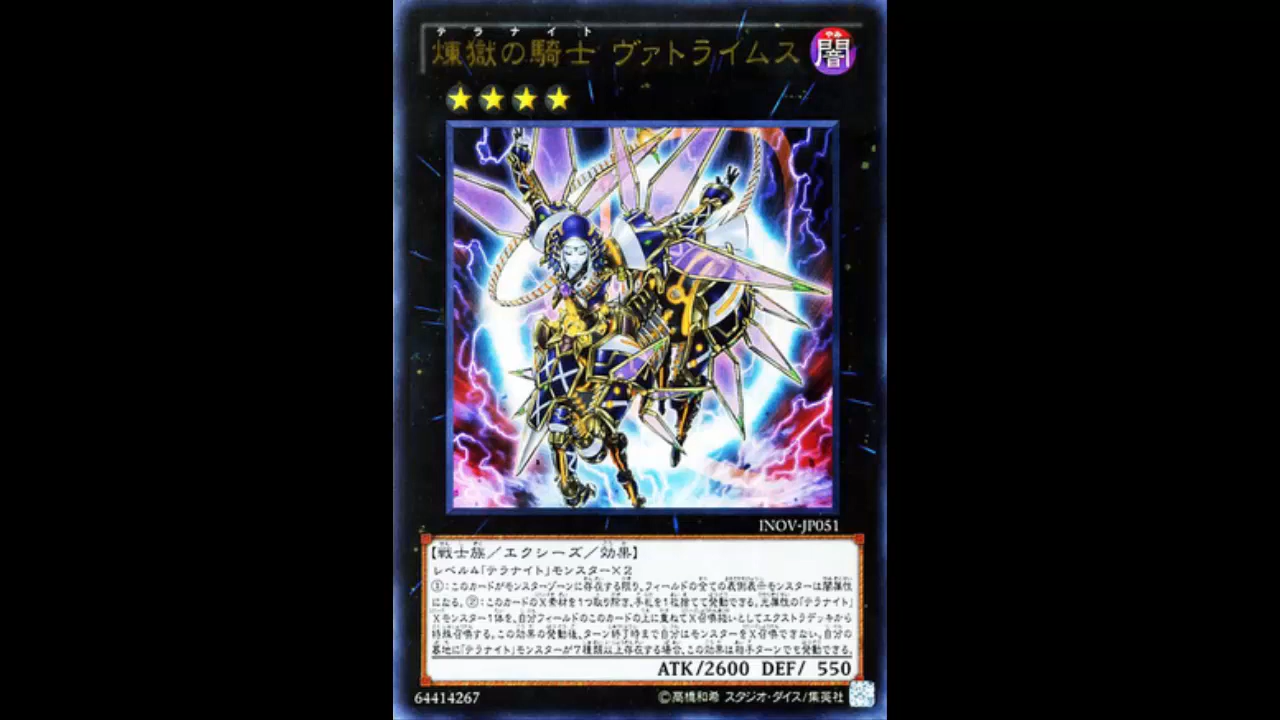 テラナイト
煉獄の騎士 ヴァトライムス
やみ
闇
INOV-JP051
【戦士族／エクシーズ／効果】
レベル4「テラナイト」モンスター×2
①：このカードがモンスターゾーンに存在する限り、フィールドの全ての表側表示モンスターは闇属性
になる。②：このカードのX素材を1つ取り除き、手札を1枚捨てて発動できる。光属性の「テラナイト」
Xモンスター1体を、自分フィールドのこのカードの上に重ねてX召喚扱いとしてエクストラデッキから
特殊召喚する。この効果の発動後、ターン終了時まで自分はモンスターをX召喚できない。自分の
墓地に「テラナイト」モンスターが7種類以上存在する場合、この効果は相手ターンでも発動できる。
ATK/2600 DEF/ 550
64414267 ©高橋和希 スタジオ・ダイス/集英社